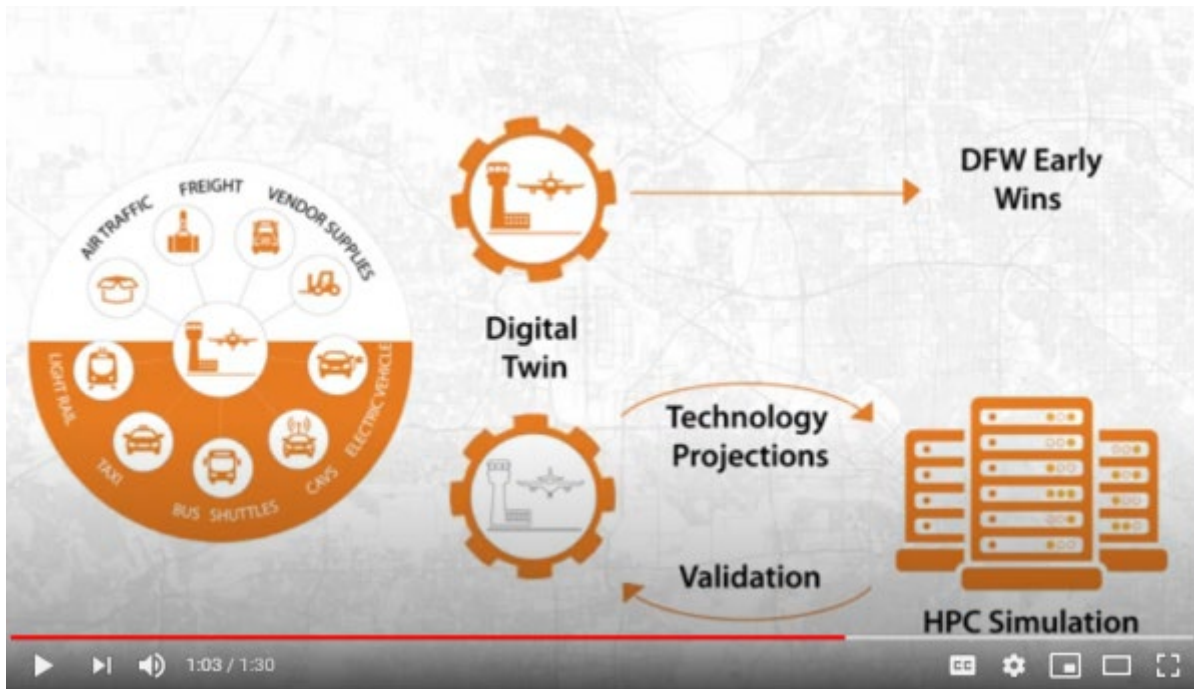 AIR TRAFFIC
FREIGHT
VENDOR SUPPLIES
LIGHT RAIL
TAXI
BUS SHUTTLES
CAVS
ELECTRIC VEHICLE
Digital
Twin
DFW Early
Wins
Technology
Projections
Validation
HPC Simulation
1:03 / 1:30
CC